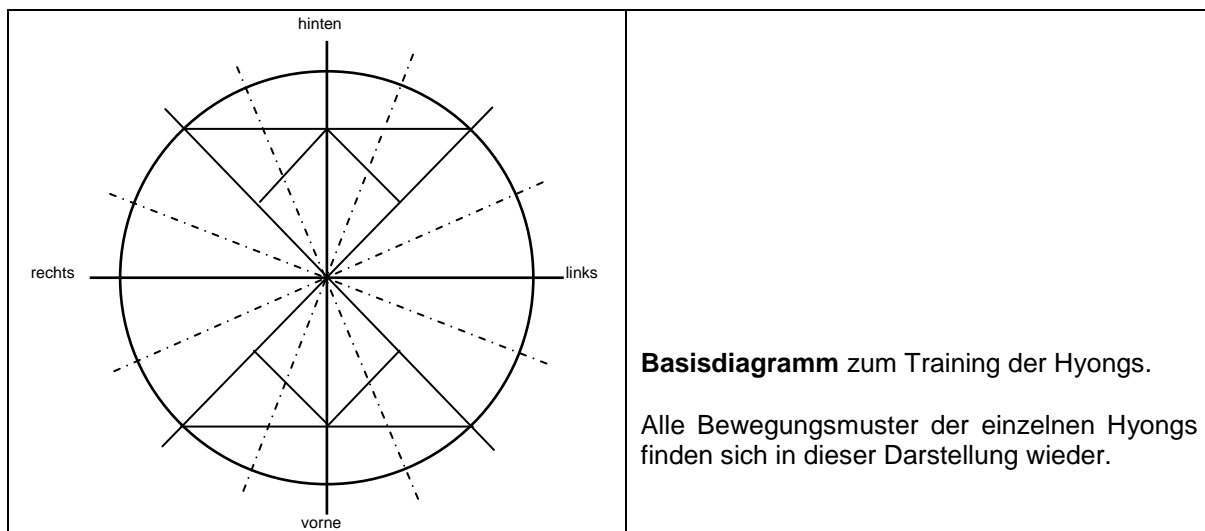 hinten
rechts
links
vorne
Basisdiagramm zum Training der Hyongs.
Alle Bewegungsmuster der einzelnen Hyongs
finden sich in dieser Darstellung wieder.